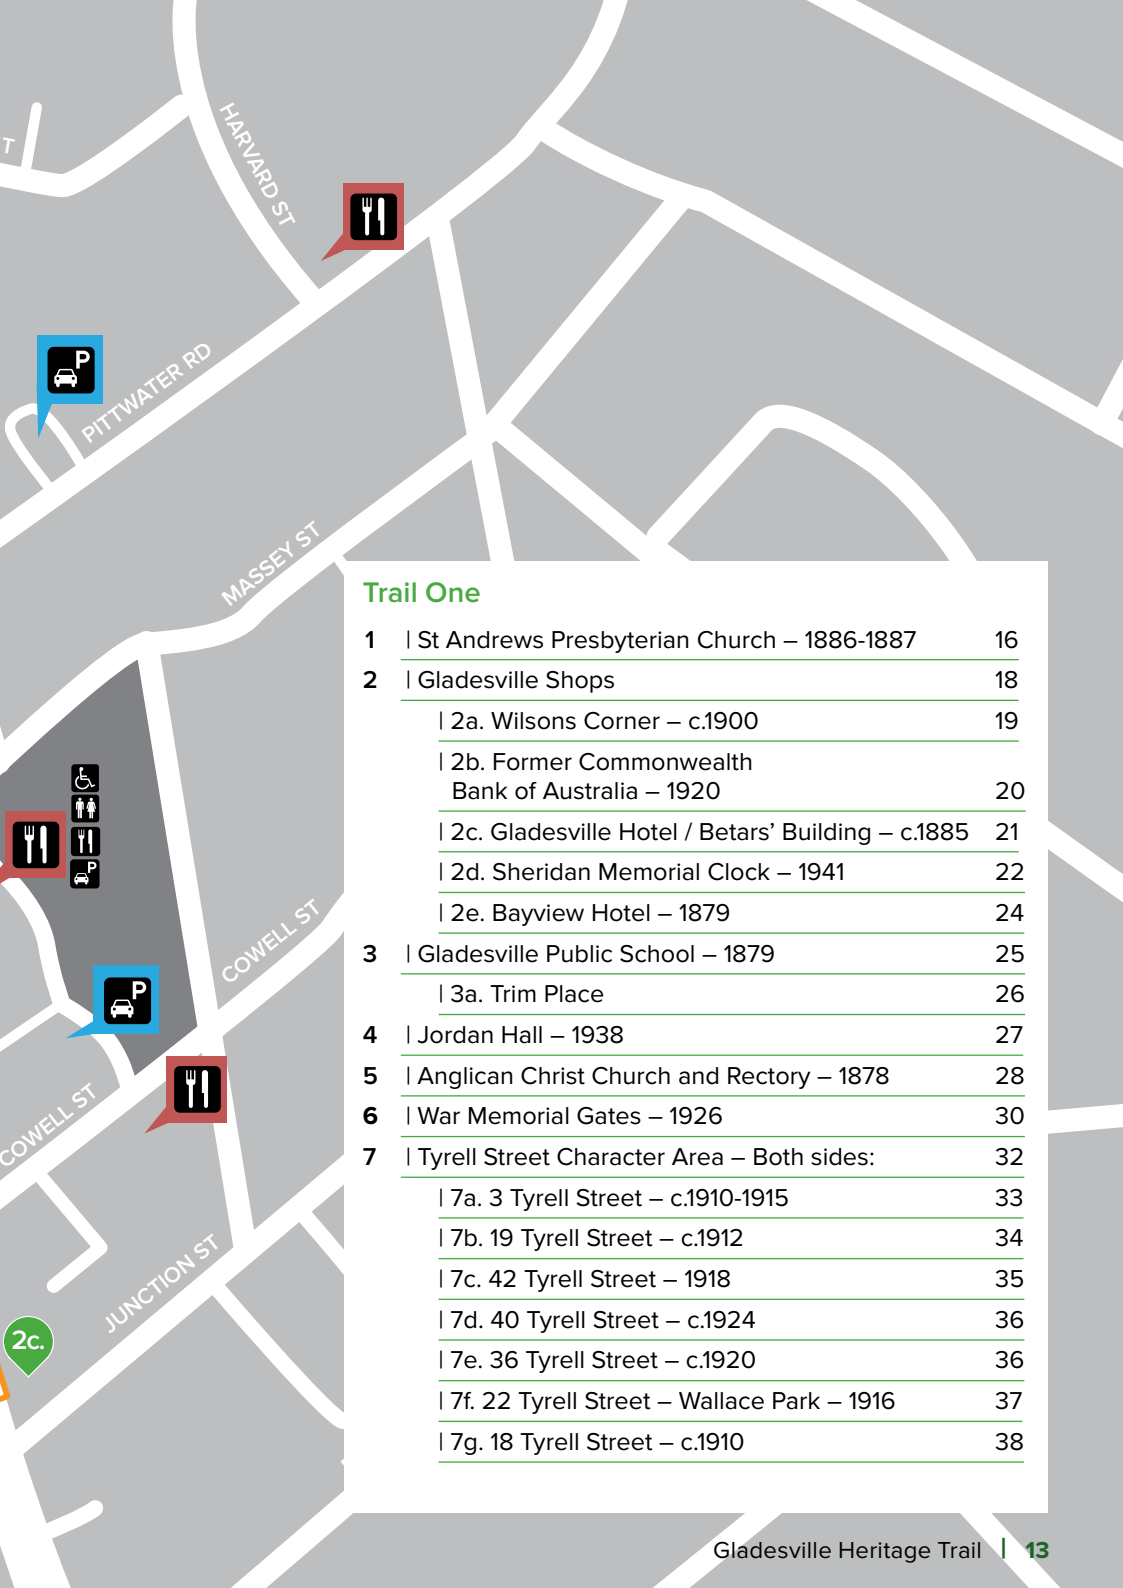 HARVARD ST
T
P
PITTWATER RD
MASSEY ST
Trail One
1 | St Andrews Presbyterian Church – 1886-1887 16
2 | Gladesville Shops 18
| 2a. Wilsons Corner – c.1900 19
| 2b. Former Commonwealth
Bank of Australia – 1920 20
| 2c. Gladesville Hotel / Betars’ Building – c.1885 21
| 2d. Sheridan Memorial Clock – 1941 22
| 2e. Bayview Hotel – 1879 24
3 | Gladesville Public School – 1879 25
| 3a. Trim Place 26
4 | Jordan Hall – 1938 27
5 | Anglican Christ Church and Rectory – 1878 28
6 | War Memorial Gates – 1926 30
7 | Tyrell Street Character Area – Both sides: 32
| 7a. 3 Tyrell Street – c.1910-1915 33
| 7b. 19 Tyrell Street – c.1912 34
| 7c. 42 Tyrell Street – 1918 35
| 7d. 40 Tyrell Street – c.1924 36
| 7e. 36 Tyrell Street – c.1920 36
| 7f. 22 Tyrell Street – Wallace Park – 1916 37
| 7g. 18 Tyrell Street – c.1910 38
P
COWELL ST
P
COWELL ST
JUNCTION ST
2c.
Gladesville Heritage Trail | 13